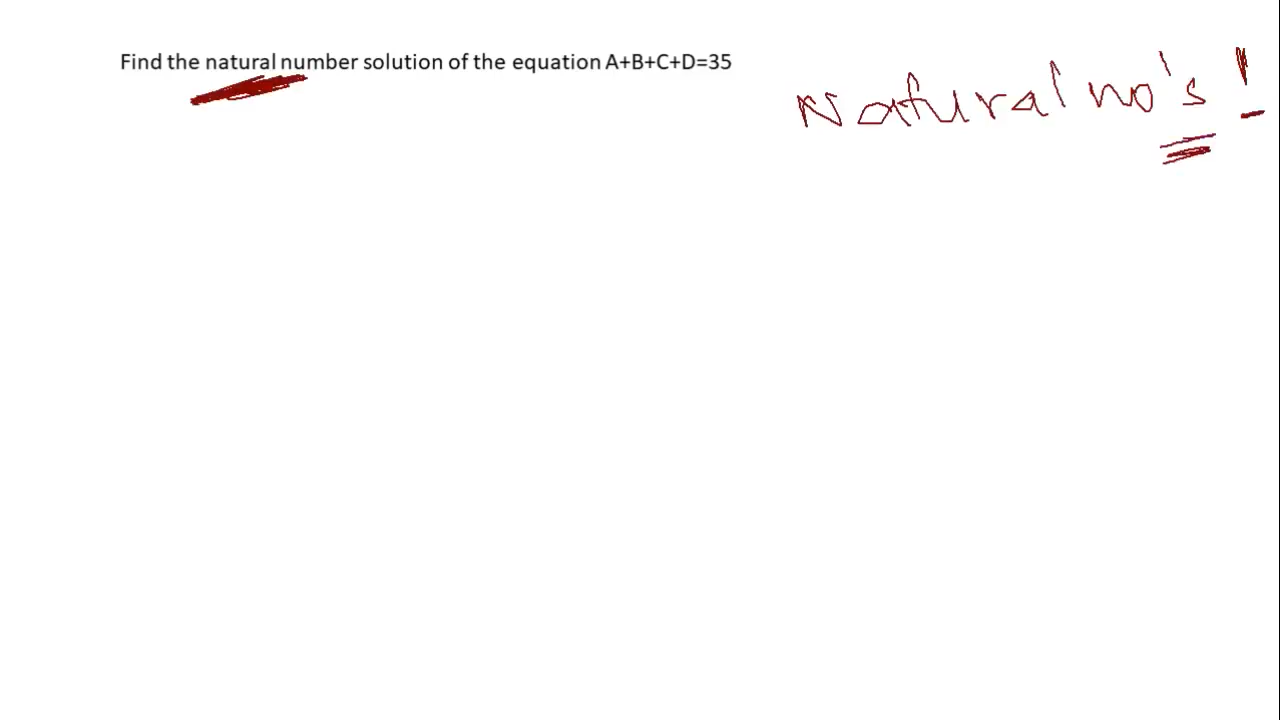 Find the natural number solution of the equation A+B+C+D=35
Natural no's !